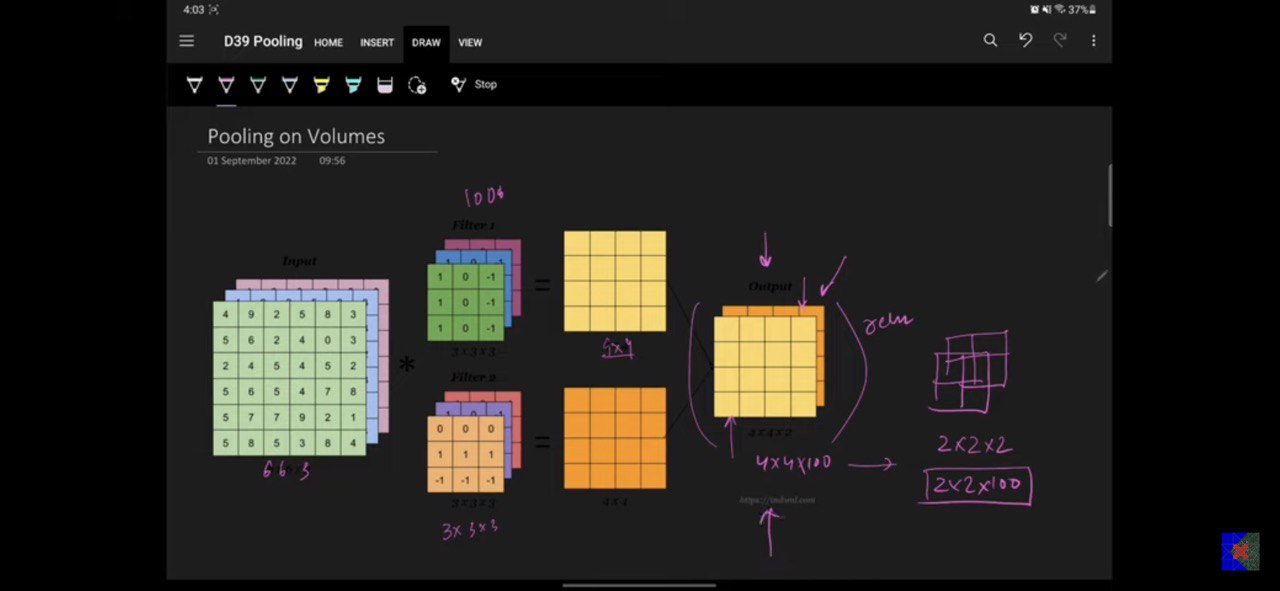 4:03 37%
D39 Pooling HOME INSERT DRAW VIEW
Stop
Pooling on Volumes
01 September 2022 09:56
100
Filter 1
Input
Output
relu
4 9 2 5 8 3
5 6 2 4 0 3
2 4 5 4 5 2
5 6 5 4 7 8
5 7 7 9 2 1
5 8 5 3 8 4
6 6 3
*
1 0 -1
1 0 -1
1 0 -1
3 x 3 x 3
=
Filter 2
0 0 0
1 1 1
-1 -1 -1
3 x 3 x 3
3x3x3
=
4 x 4
4 x 4 x 2
4x4x100
2x2x2
2x2x100
https://indoml.com